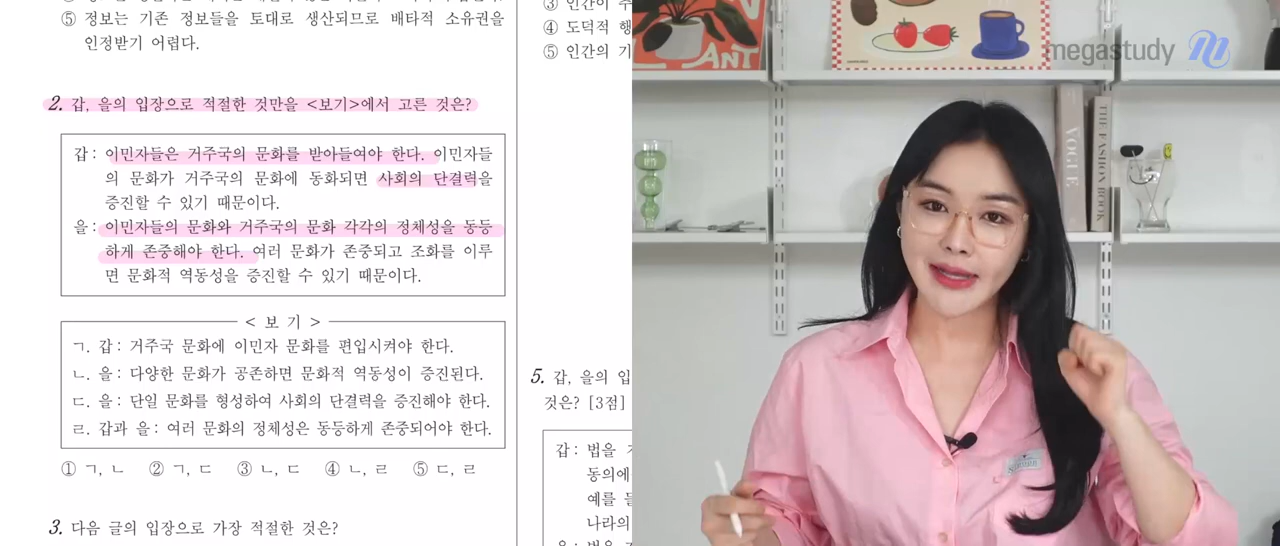 ⑤ 정보는 기존 정보들을 토대로 생산되므로 배타적 소유권을
인정받기 어렵다.
2. 갑, 을의 입장으로 적절한 것만을 <보기>에서 고른 것은?
갑: 이민자들은 거주국의 문화를 받아들여야 한다. 이민자들
의 문화가 거주국의 문화에 동화되면 사회의 단결력을
증진할 수 있기 때문이다.
을: 이민자들의 문화와 거주국의 문화 각각의 정체성을 동등
하게 존중해야 한다. 여러 문화가 존중되고 조화를 이루
면 문화적 역동성을 증진할 수 있기 때문이다.
< 보 기 >
ㄱ. 갑: 거주국 문화에 이민자 문화를 편입시켜야 한다.
ㄴ. 을: 다양한 문화가 공존하면 문화적 역동성이 증진된다.
ㄷ. 을: 단일 문화를 형성하여 사회의 단결력을 증진해야 한다.
ㄹ. 갑과 을: 여러 문화의 정체성은 동등하게 존중되어야 한다.
① ㄱ, ㄴ ② ㄱ, ㄷ ③ ㄴ, ㄷ ④ ㄴ, ㄹ ⑤ ㄷ, ㄹ
3. 다음 글의 입장으로 가장 적절한 것은?
③ 인간이 주
④ 도덕적 행
⑤ 인간의 기
5. 갑, 을의 입
것은? [3점]
갑: 법을
동의에
예를 들
나라의
ANT
megastudy
VOGUE
THE FASHION BOOK